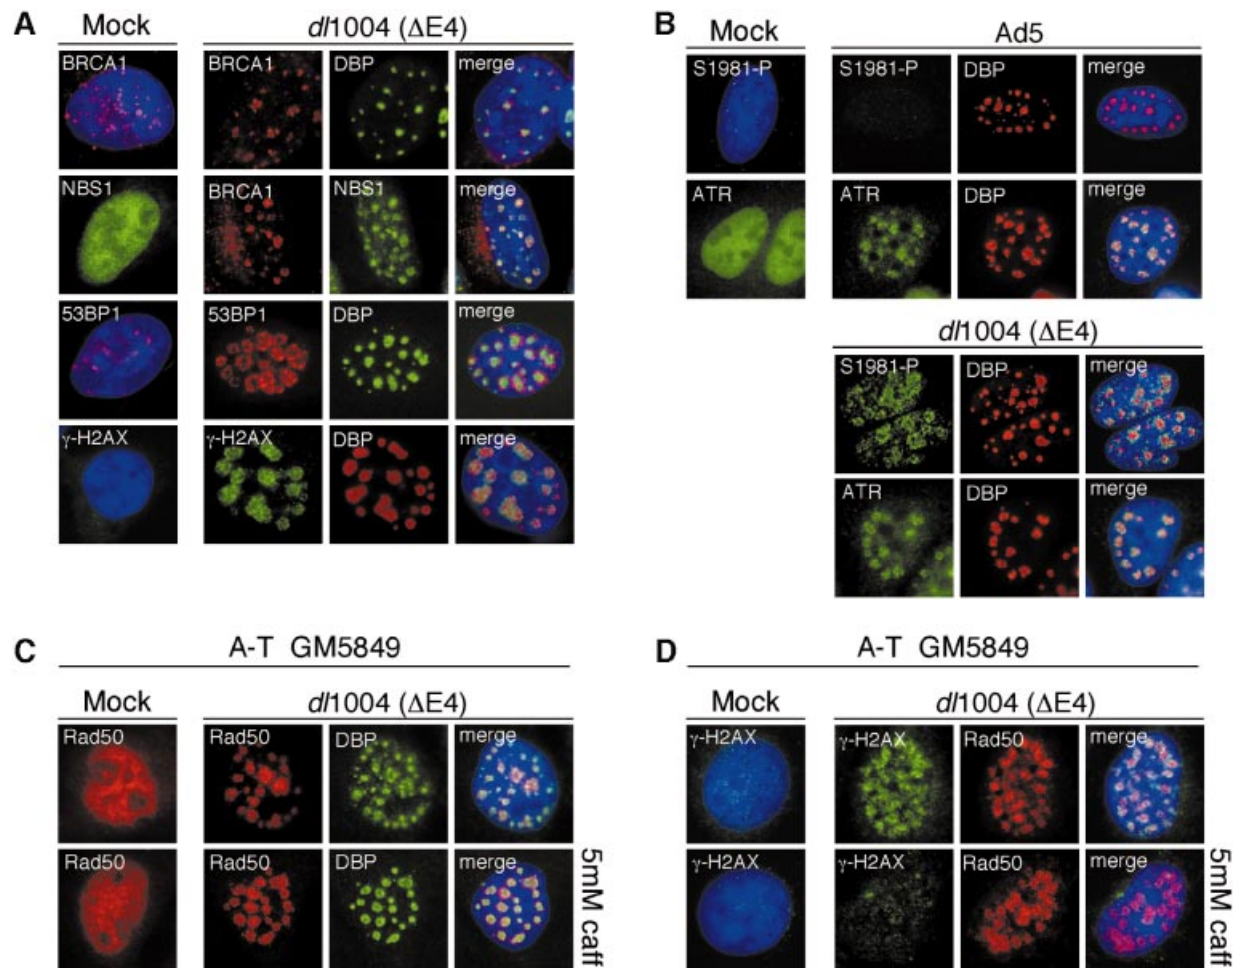 A
Mock
dl1004 (ΔE4)
BRCA1
BRCA1
DBP
merge
NBS1
BRCA1
NBS1
merge
53BP1
53BP1
DBP
merge
γ-H2AX
γ-H2AX
DBP
merge
B
Mock
Ad5
S1981-P
S1981-P
DBP
merge
ATR
ATR
DBP
merge
dl1004 (ΔE4)
S1981-P
DBP
merge
ATR
DBP
merge
C
A-T GM5849
Mock
dl1004 (ΔE4)
Rad50
Rad50
DBP
merge
Rad50
Rad50
DBP
merge
5mM caff
D
A-T GM5849
Mock
dl1004 (ΔE4)
γ-H2AX
γ-H2AX
Rad50
merge
γ-H2AX
γ-H2AX
Rad50
merge
5mM caff